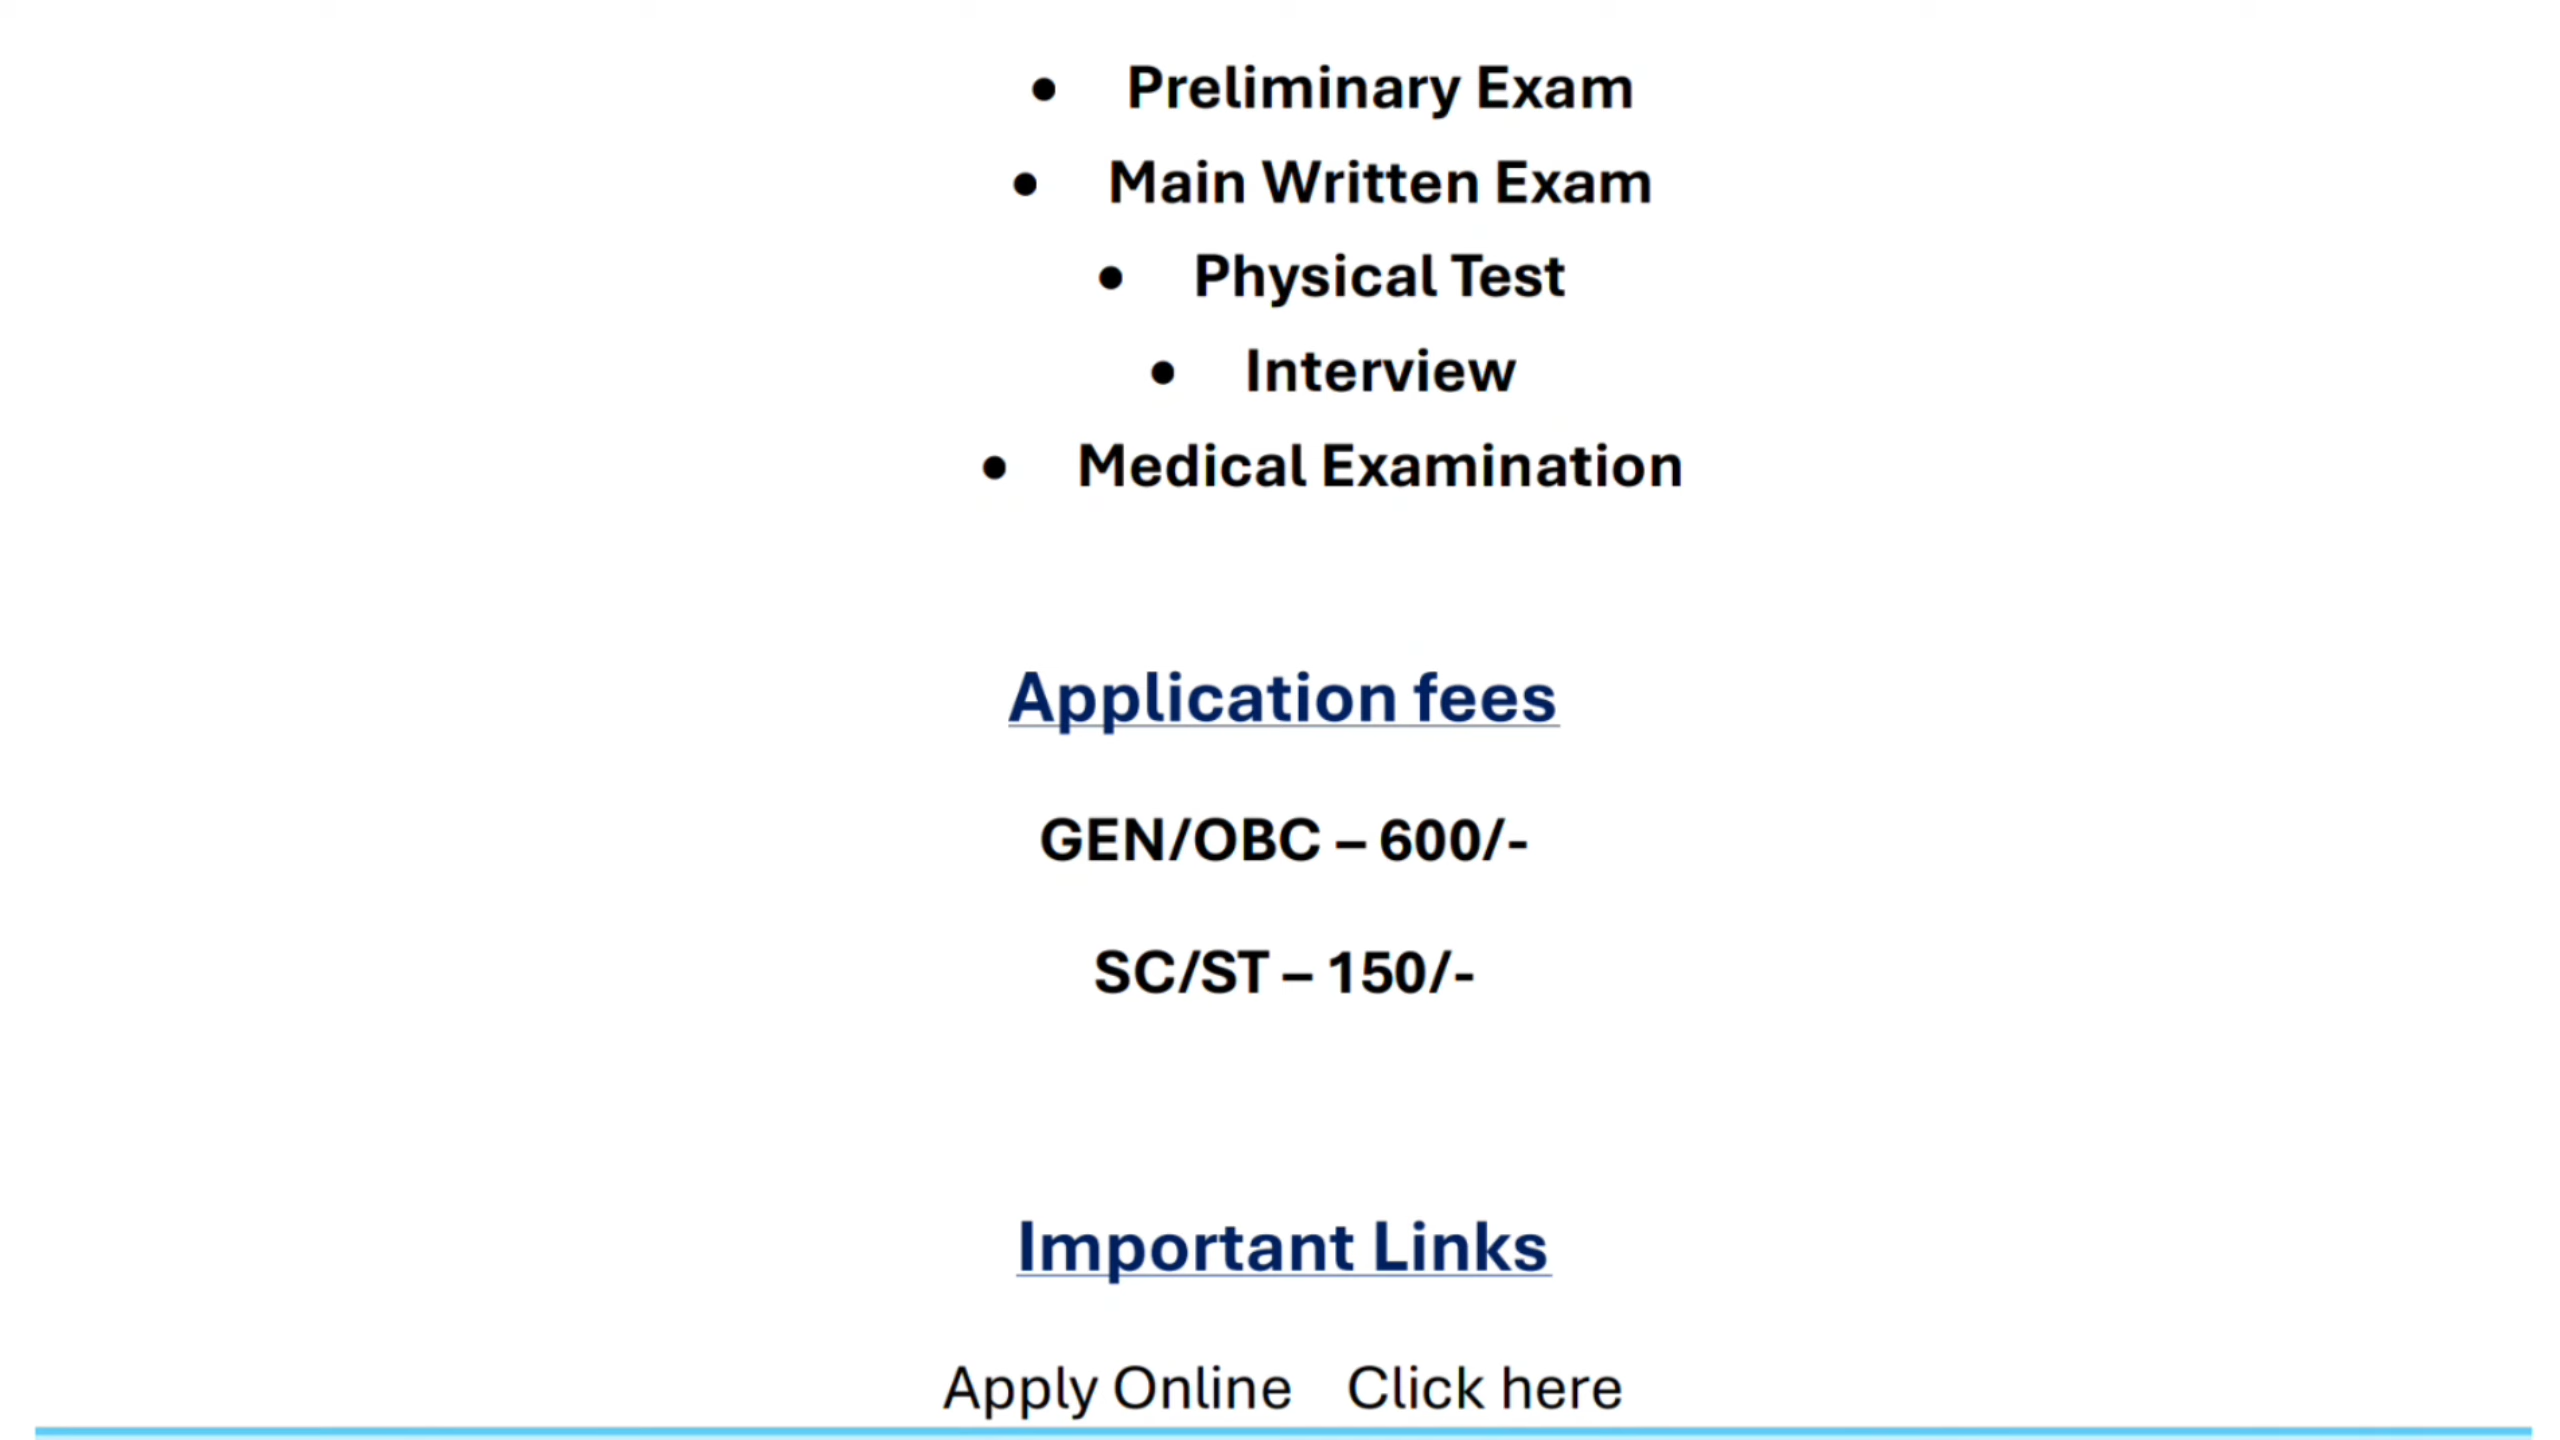 • Preliminary Exam
• Main Written Exam
• Physical Test
• Interview
• Medical Examination
Application fees
GEN/OBC – 600/-
SC/ST – 150/-
Important Links
Apply Online Click here